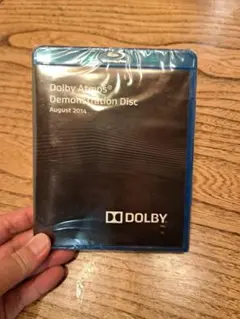 Dolby Atmos®
Demonstration Disc
August 2014
DOLBY